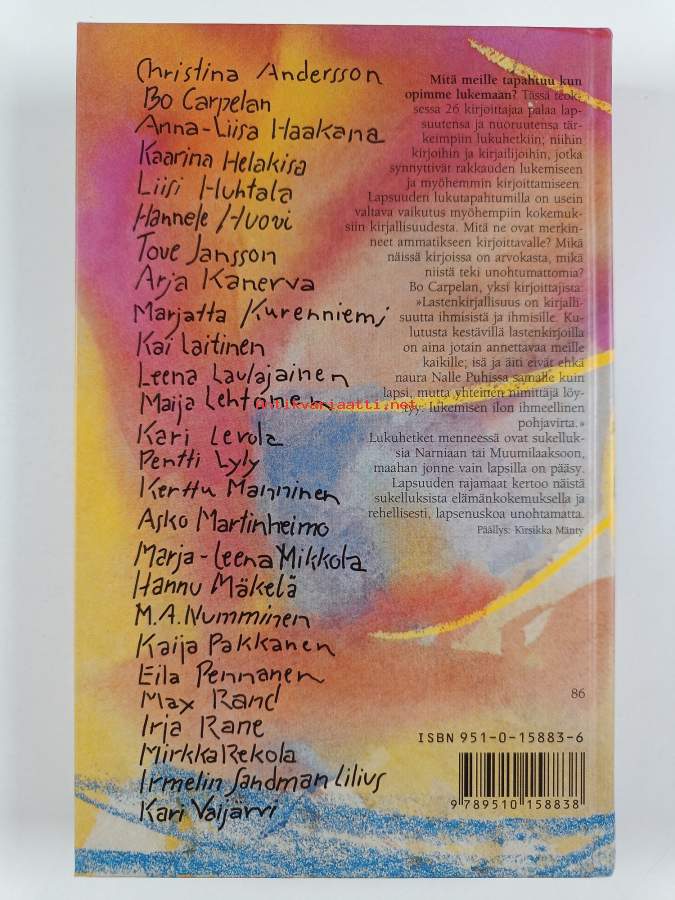 Christina Andersson
Bo Carpelan
Anna-Liisa Haakana
Kaarina Helakisa
Liisi Huhtala
Hannele Huovi
Tove Jansson
Arja Kanerva
Marjatta Kurenniemi
Kai Laitinen
Leena Laulajainen
Maija Lehtonen
Kari Levola
Pentti Lyly
Kerttu Manninen
Asko Martinheimo
Marja-Leena Mikkola
Hannu Mäkelä
M.A. Numminen
Kaija Pakkanen
Eila Pennanen
Max Rand
Irja Rane
Mirkka Rekola
Irmelin Sandman Lilius
Kari Vaijärvi
Mitä meille tapahtuu kun
opimme lukemaan? Tässä teok-
sessa 26 kirjoittajaa palaa lap-
suutensa ja nuoruutensa tär-
keimpiin lukuhetkiin; niihin
kirjoihin ja kirjailijoihin, jotka
synnyttivät rakkauden lukemiseen
ja myöhemmin kirjoittamiseen.
Lapsuuden lukutapahtumilla on usein
valtava vaikutus myöhempiin kokemuk-
siin kirjallisuudesta. Mitä ne ovat merkin-
neet ammatikseen kirjoittavalle? Mikä
näissä kirjoissa on arvokasta, mikä
niistä teki unohtumattomia?
Bo Carpelan, yksi kirjoittajista:
»Lastenkirjallisuus on kirjalli-
suutta ihmisistä ja ihmisille. Ku-
lutusta kestävillä lastenkirjoilla
on aina jotain annettavaa meille
kaikille; isä ja äiti eivät ehkä
naura Nalle Puhissa samalle kuin
lapsi, mutta yhteinen nimittäjä löy-
tyy: lukemisen ilon ihmeellinen
pohjavirta.»
Lukuhetket menneessä ovat sukelluk-
sia Narniaan tai Muumilaaksoon,
maahan jonne vain lapsilla on pääsy.
Lapsuuden rajamaat kertoo näistä
sukelluksista elämänkokemuksella ja
rehellisesti, lapsenuskoa unohtamatta.
Päällys: Kirsikka Mänty
antikvariaatti.net
86
ISBN 951-0-15883-6
9 789510 158838